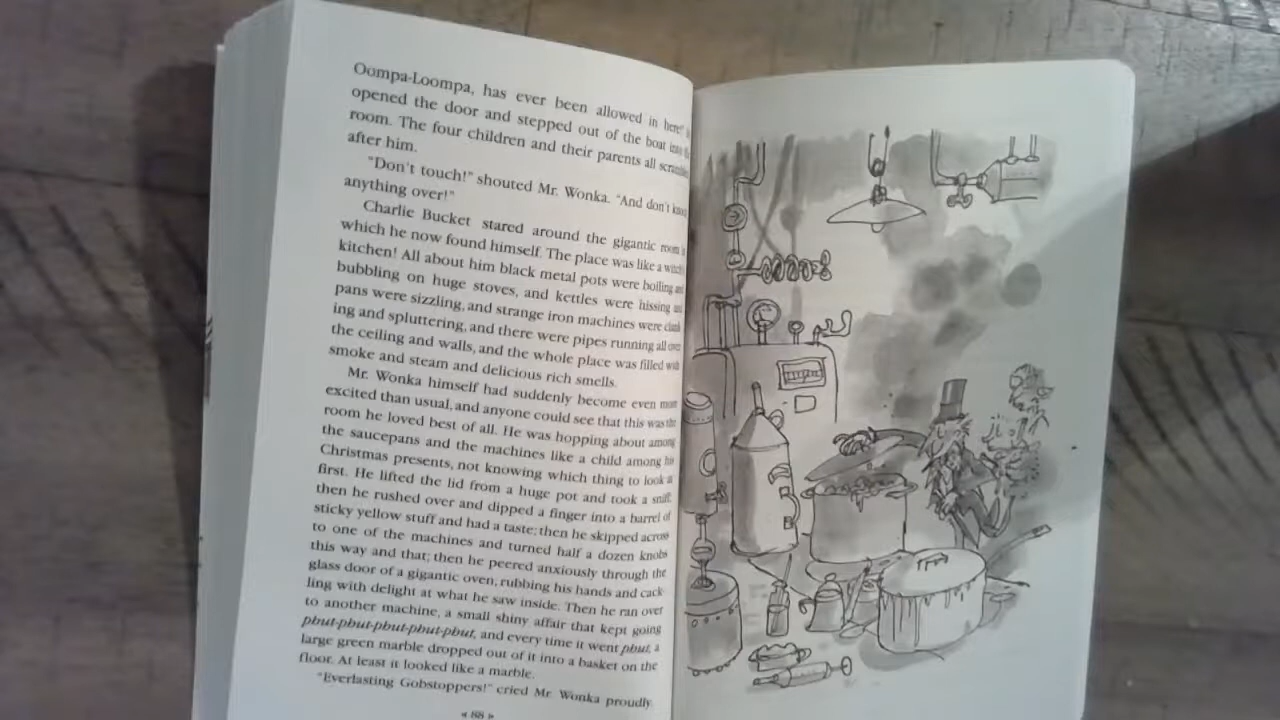 Oompa-Loompa, has ever been allowed in here!"
opened the door and stepped out of the boat into
room. The four children and their parents all
after him.
"Don't touch!" shouted Mr. Wonka. "And don't
anything over!"
Charlie Bucket stared around the gigantic room
which he now found himself. The place was like a
kitchen! All about him black metal pots were boiling and
bubbling on huge stoves, and kettles were hissing
pans were sizzling, and strange iron machines were
ing and spluttering, and there were pipes running all over
the ceiling and walls, and the whole place was filled with
smoke and steam and delicious rich smells.
Mr. Wonka himself had suddenly become even more
excited than usual, and anyone could see that this was the
room he loved best of all. He was hopping about among
the saucepans and the machines like a child among his
Christmas presents, not knowing which thing to look
first. He lifted the lid from a huge pot and took a sniff;
then he rushed over and dipped a finger into a barrel of
sticky yellow stuff and had a taste; then he skipped across
to one of the machines and turned half a dozen knobs
this way and that; then he peered anxiously through the
glass door of a gigantic oven, rubbing his hands and cack-
ling with delight at what he saw inside. Then he ran over
to another machine, a small shiny affair that kept going
phut-phut-phut-phut-phut, and every time it went phut, a
large green marble dropped out of it into a basket on the
floor. At least it looked like a marble.
"Everlasting Gobstoppers!" cried Mr. Wonka proudly.
« 88 »